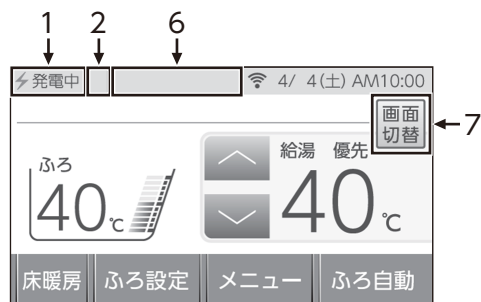 1 2 6
発電中 4/ 4(土) AM10:00
画面
切替
7
ふろ
40℃
給湯 優先
40℃
床暖房 ふろ設定 メニュー ふろ自動